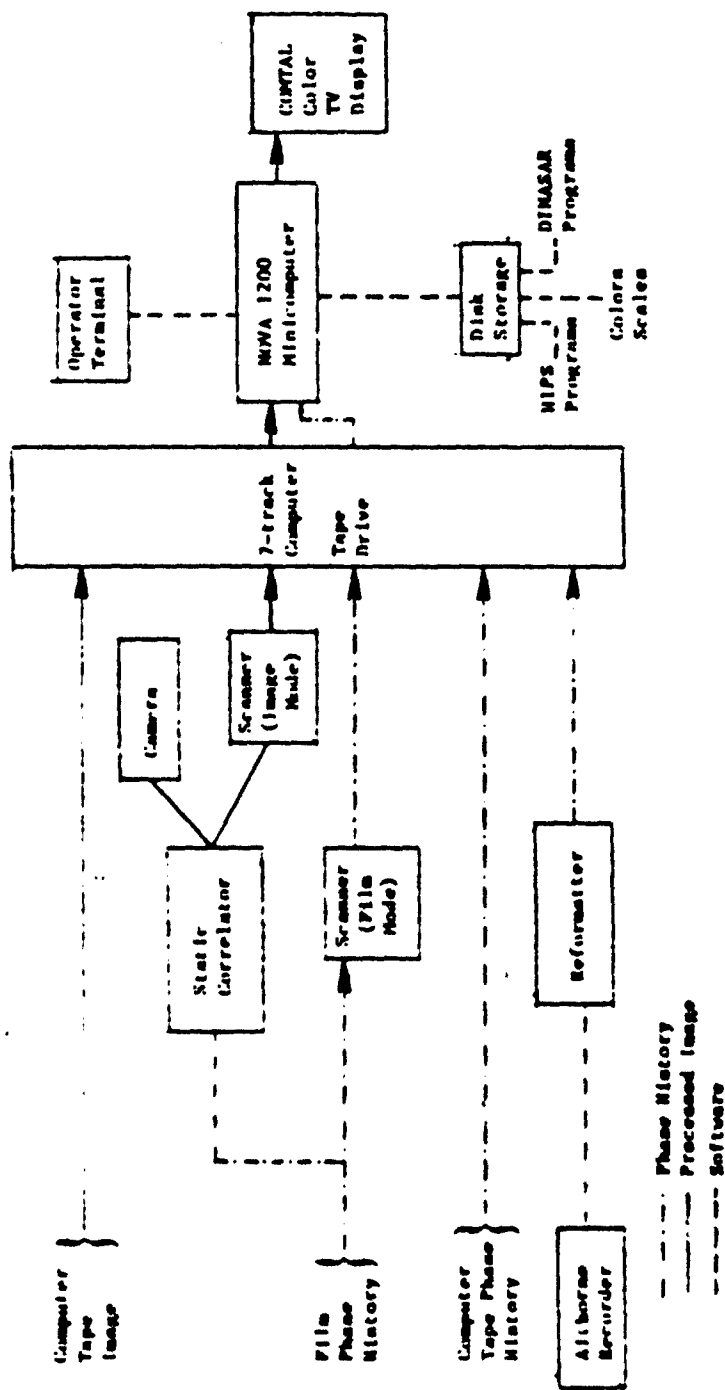 Computer
Tape
Image
Film
Phase
History
Computer
Tape Phase
History
Airborne
Recorder
Static
Correlator
Camera
Scanner
(Image
Mode)
Scanner
(Film
Mode)
Reformatter
7-track
Computer
Tape
Drive
Operator
Terminal
NOVA 1200
Minicomputer
COMTAL
Color
TV
Display
Disk
Storage
MIPS
Programs
Colors
Scales
DIMASAR
Programs
Phase History
Processed Image
Software